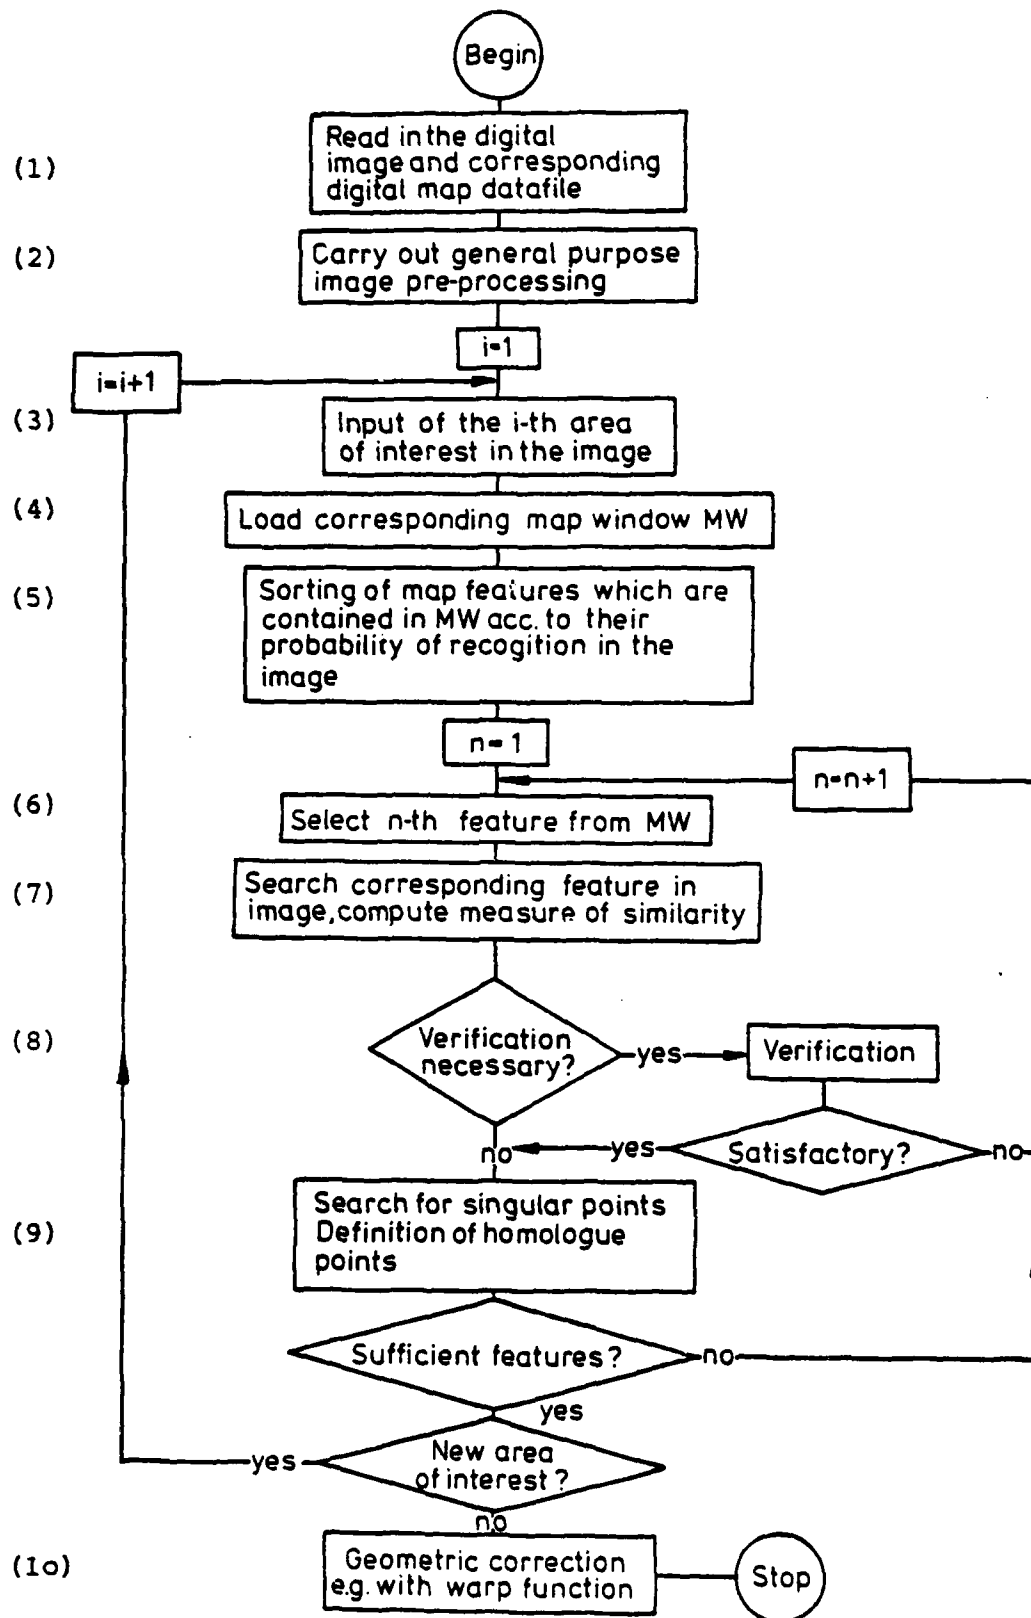 Begin
(1)
Read in the digital
image and corresponding
digital map datafile
(2)
Carry out general purpose
image pre-processing
i=1
i=i+1
(3)
Input of the i-th area
of interest in the image
(4)
Load corresponding map window MW
(5)
Sorting of map features which are
contained in MW acc. to their
probability of recogition in the
image
n=1
n=n+1
(6)
Select n-th feature from MW
(7)
Search corresponding feature in
image, compute measure of similarity
(8)
Verification
necessary?
yes
Verification
no
yes
Satisfactory?
no
(9)
Search for singular points
Definition of homologue
points
Sufficient features?
no
yes
New area
of interest?
yes
no
(1o)
Geometric correction
e.g. with warp function
Stop